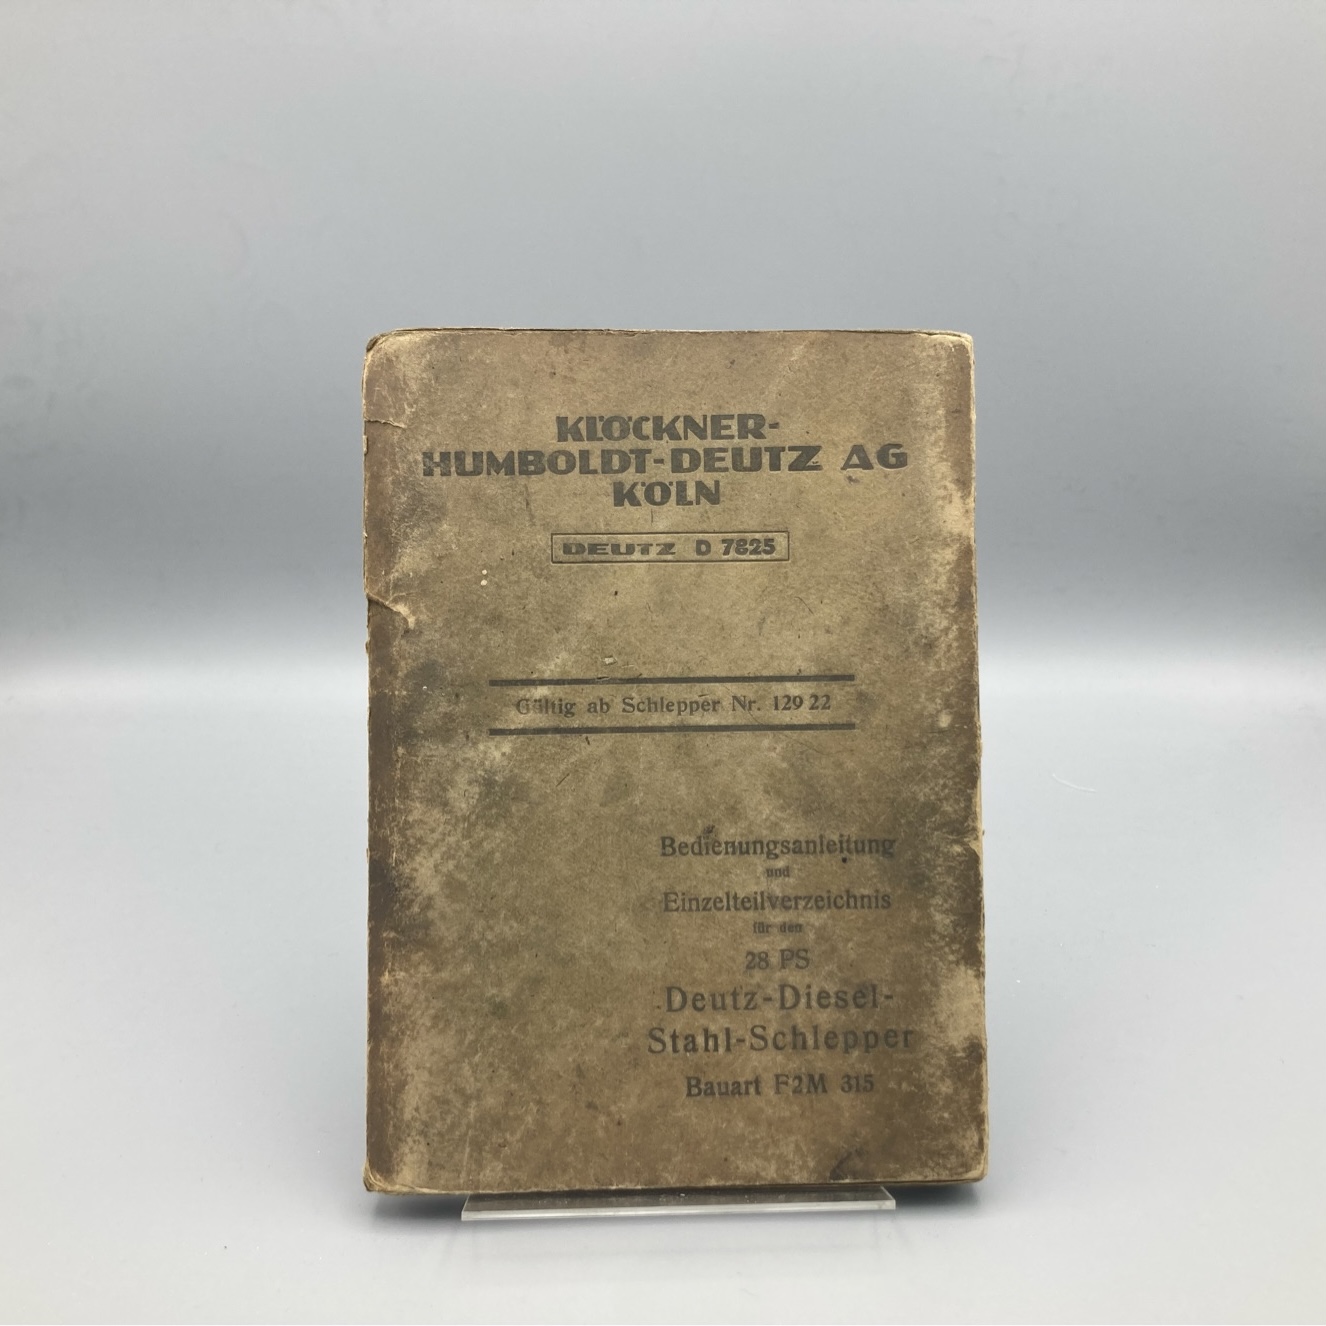 KLÖCKNER-
HUMBOLDT-DEUTZ AG
KÖLN
DEUTZ D 7825
Gültig ab Schlepper Nr. 129 22
Bedienungsanleitung
und
Einzelteilverzeichnis
für den
28 PS
Deutz-Diesel-
Stahl-Schlepper
Bauart F2M 315